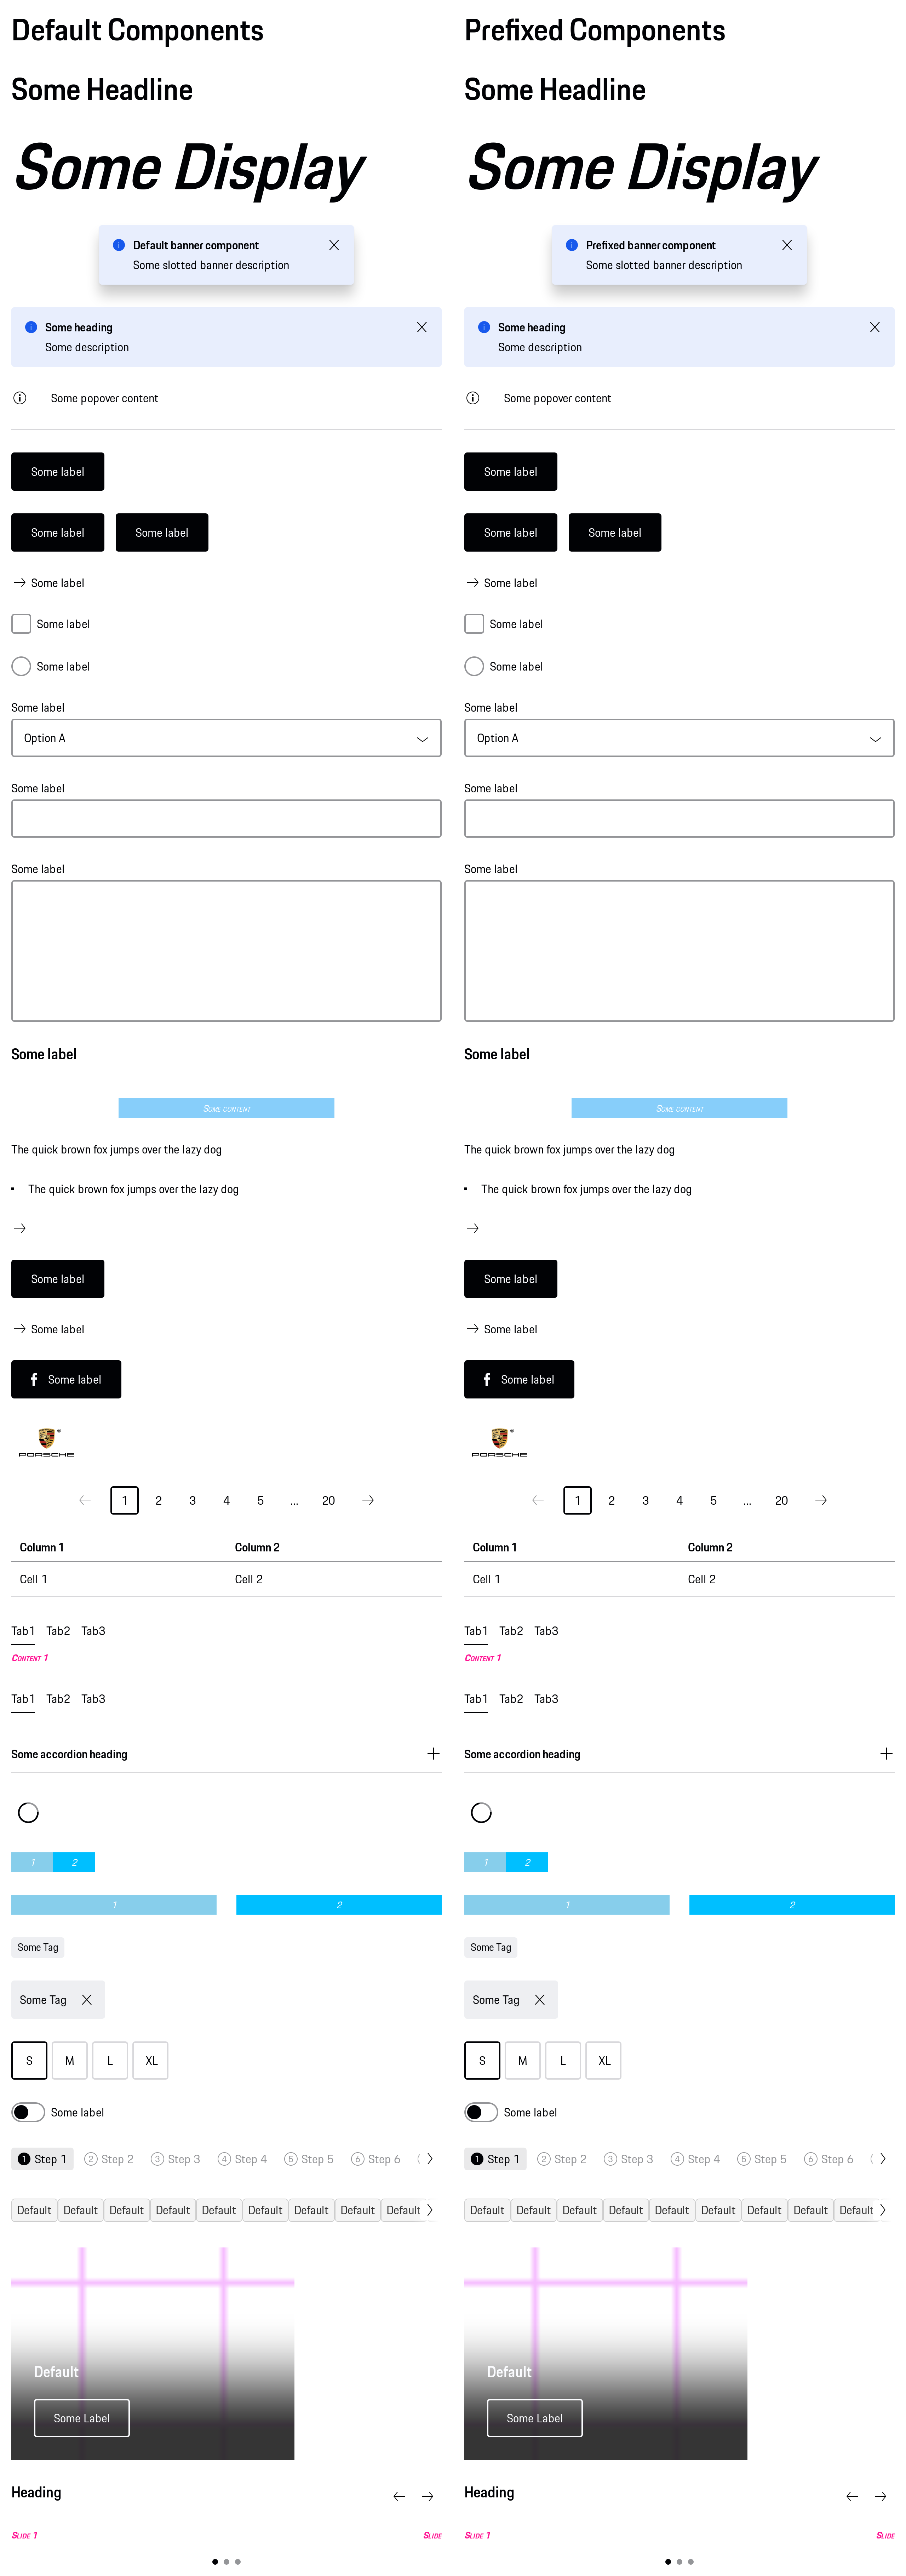 Default Components
Some Headline
Some Display
Default banner component
Some slotted banner description
Some heading
Some description
Some popover content
Some label
Some label Some label
Some label
Some label
Some label
Some label
Option A
Some label
Some label
Some label
Some content
The quick brown fox jumps over the lazy dog
The quick brown fox jumps over the lazy dog
Some label
Some label
Some label
PORSCHE
1 2 3 4 5 ... 20
Column 1 Column 2
Cell 1 Cell 2
Tab1 Tab2 Tab3
Content 1
Tab1 Tab2 Tab3
Some accordion heading
1 2
1 2
Some Tag
Some Tag
S M L XL
Some label
1 Step 1 2 Step 2 3 Step 3 4 Step 4 5 Step 5 6 Step 6
Default Default Default Default Default Default Default Default Default
Default
Some Label
Heading
Slide 1 Slide
Prefixed Components
Some Headline
Some Display
Prefixed banner component
Some slotted banner description
Some heading
Some description
Some popover content
Some label
Some label Some label
Some label
Some label
Some label
Some label
Option A
Some label
Some label
Some label
Some content
The quick brown fox jumps over the lazy dog
The quick brown fox jumps over the lazy dog
Some label
Some label
Some label
PORSCHE
1 2 3 4 5 ... 20
Column 1 Column 2
Cell 1 Cell 2
Tab1 Tab2 Tab3
Content 1
Tab1 Tab2 Tab3
Some accordion heading
1 2
1 2
Some Tag
Some Tag
S M L XL
Some label
1 Step 1 2 Step 2 3 Step 3 4 Step 4 5 Step 5 6 Step 6
Default Default Default Default Default Default Default Default Default
Default
Some Label
Heading
Slide 1 Slide